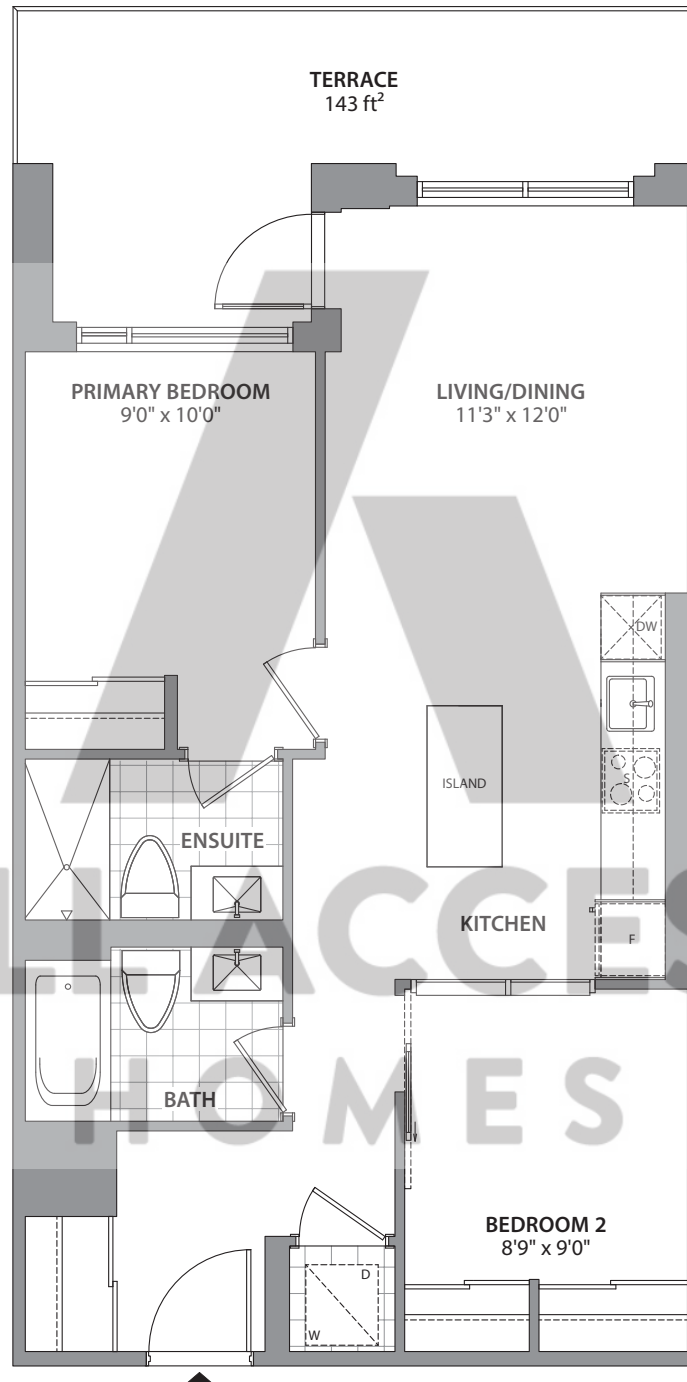 TERRACE
143 ft²
PRIMARY BEDROOM
9'0" x 10'0"
LIVING/DINING
11'3" x 12'0"
DW
ISLAND
S
ENSUITE
KITCHEN
F
LL ACCES
HOMES
BATH
BEDROOM 2
8'9" x 9'0"
D
W